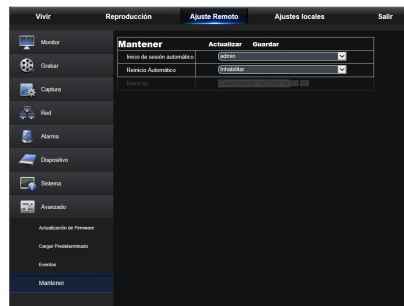 Vivir Reproducción Ajuste Remoto Ajustes locales Salir
Monitor
Grabar
Captura
Red
Alarma
Dispositivo
Sistema
Avanzado
Actualización de Firmware
Cargar Predeterminado
Eventos
Mantener
Mantener Actualizar Guardar
Inicio de sesión automático admin
Reinicio Automático Inhabilitar
Reiniciar